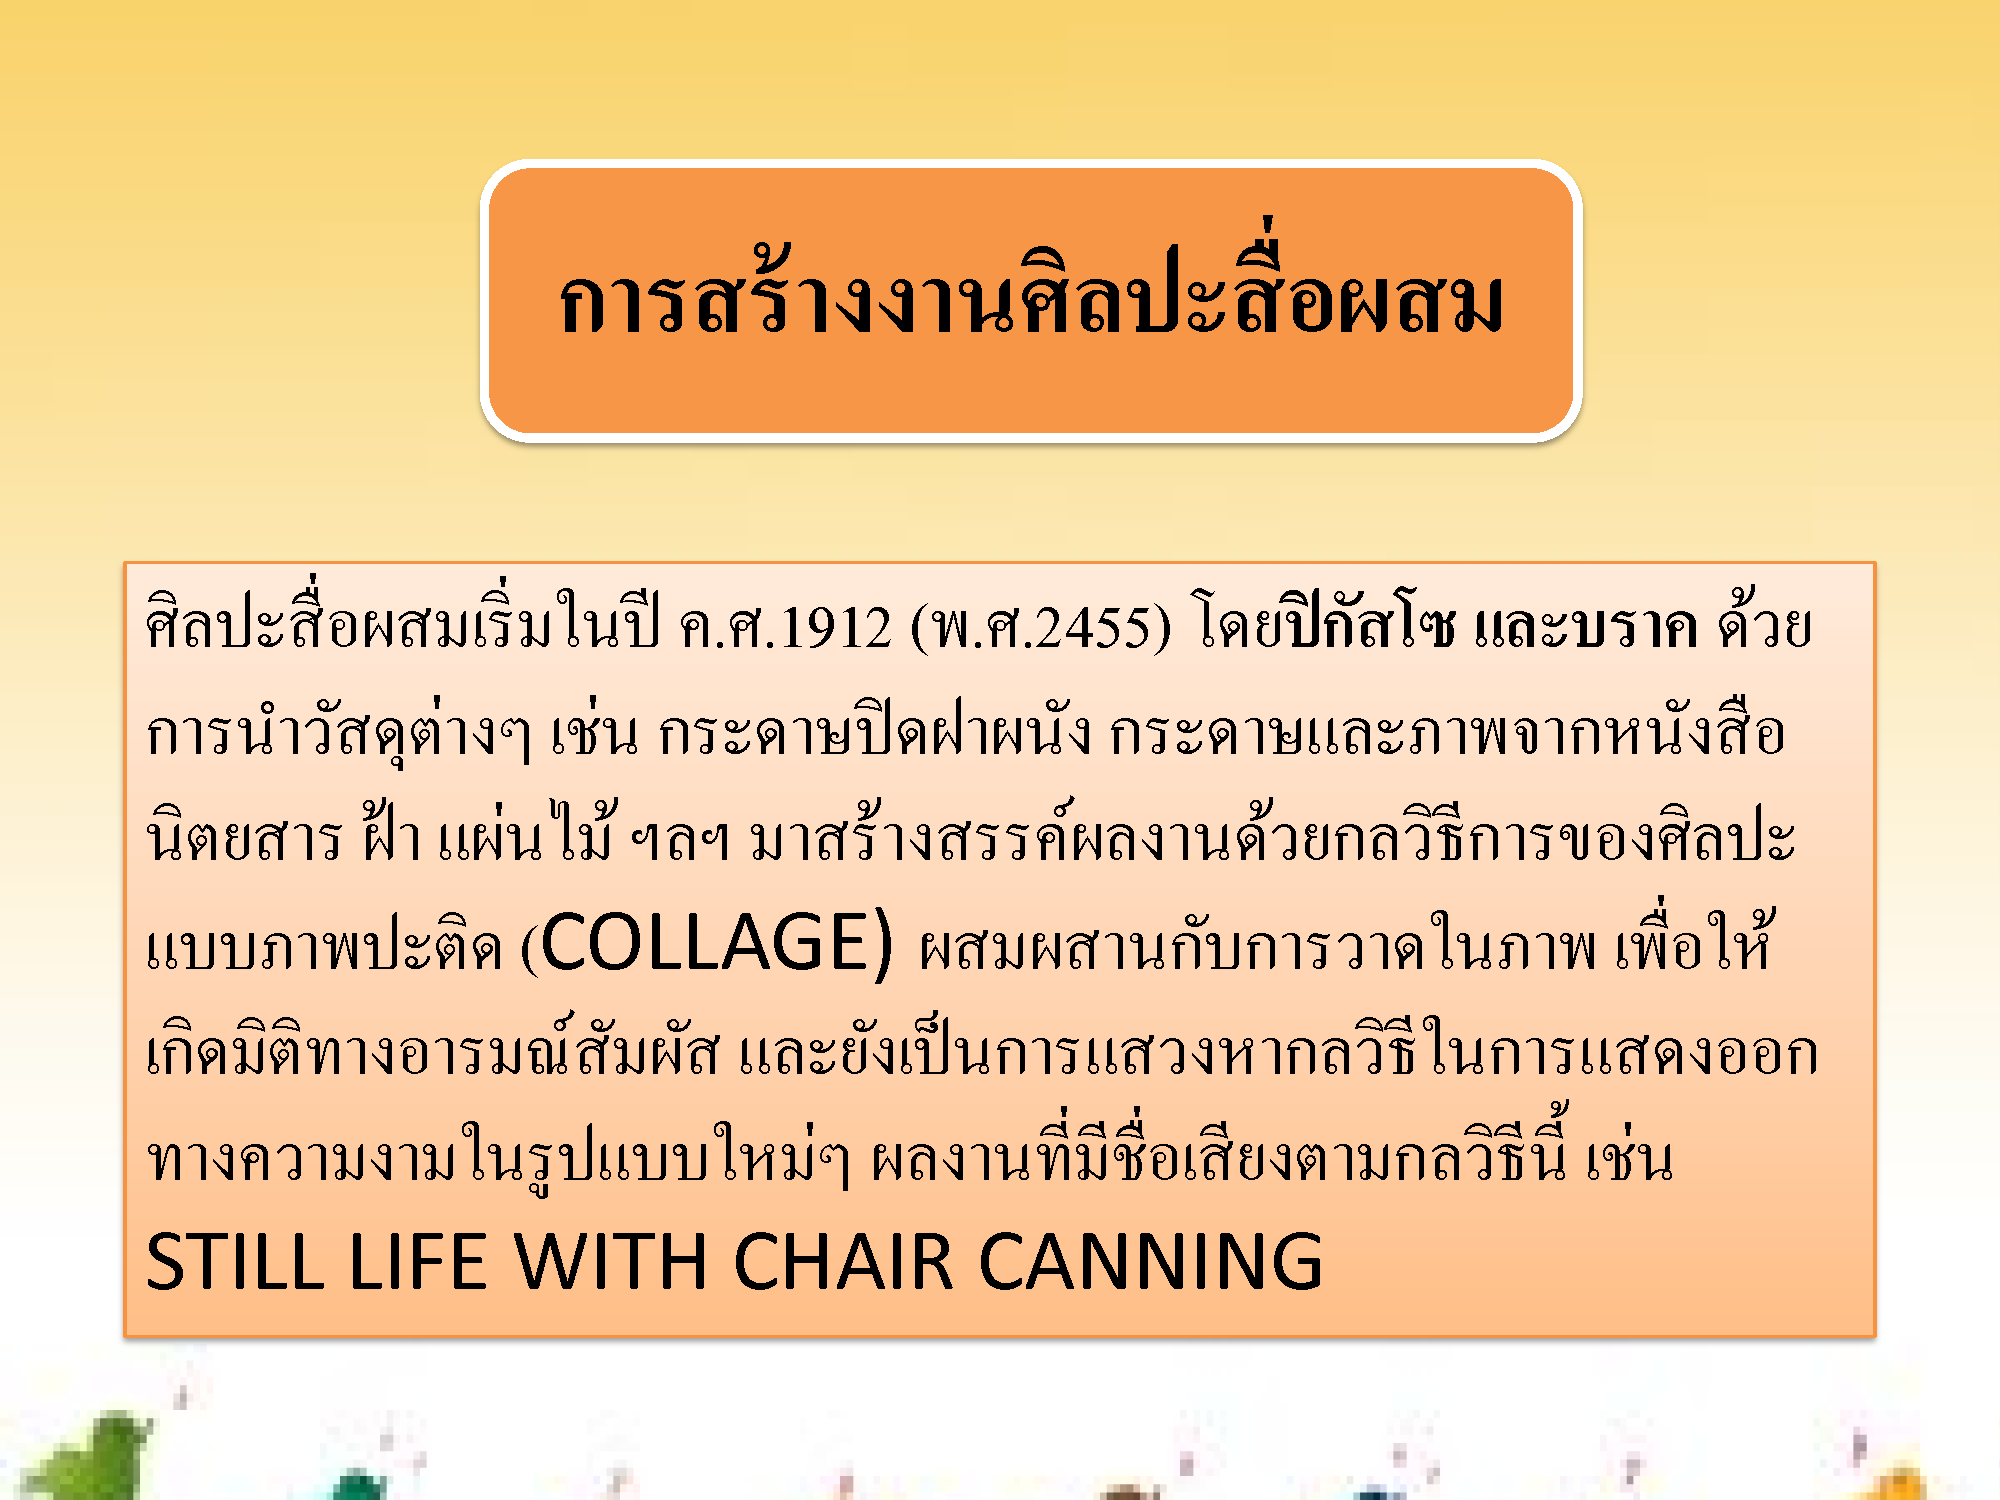 การสร้างงานศิลปะสื่อผสม
ศิลปะสื่อผสมเริ่มในปี ค.ศ.1912 (พ.ศ.2455) โดยปิกัสโซ และบราค ด้วย
การนำวัสดุต่างๆ เช่น กระดาษปิดฝาผนัง กระดาษและภาพจากหนังสือ
นิตยสาร ฝ้า แผ่นไม้ ฯลฯ มาสร้างสรรค์ผลงานด้วยกลวิธีการของศิลปะ
แบบภาพปะติด (COLLAGE) ผสมผสานกับการวาดในภาพ เพื่อให้
เกิดมิติทางอารมณ์สัมผัส และยังเป็นการแสวงหากลวิธีในการแสดงออก
ทางความงามในรูปแบบใหม่ๆ ผลงานที่มีชื่อเสียงตามกลวิธีนี้ เช่น
STILL LIFE WITH CHAIR CANNING